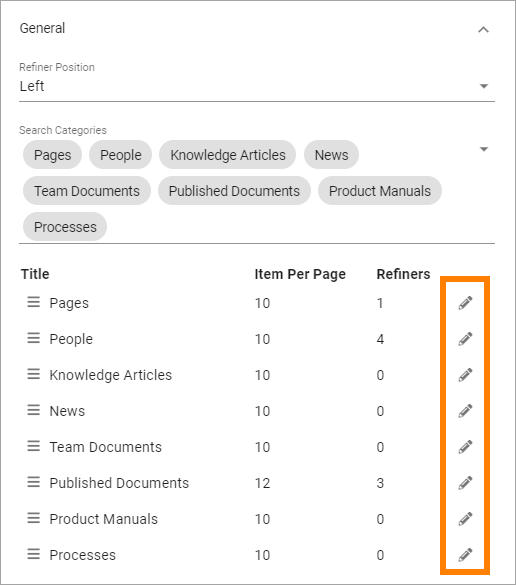 General
Refiner Position
Left
Search Categories
Pages People Knowledge Articles News
Team Documents Published Documents Product Manuals
Processes
Title Item Per Page Refiners
Pages 10 1
People 10 4
Knowledge Articles 10 0
News 10 0
Team Documents 10 0
Published Documents 12 3
Product Manuals 10 0
Processes 10 0